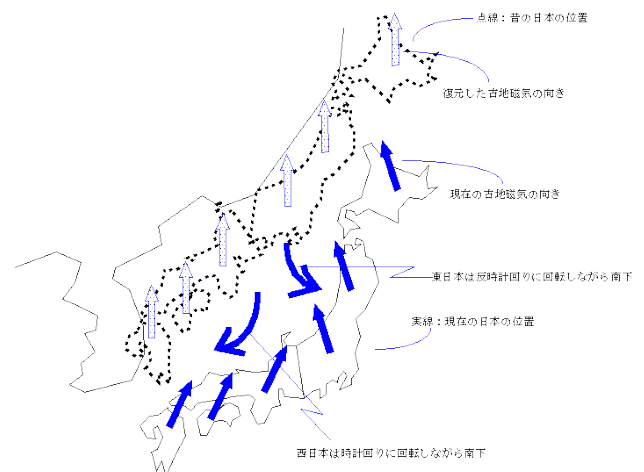 点線：昔の日本の位置
復元した古地磁気の向き
現在の古地磁気の向き
東日本は反時計回りに回転しながら南下
実線：現在の日本の位置
西日本は時計回りに回転しながら南下